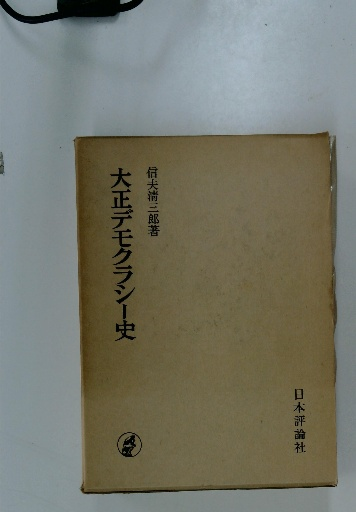 信夫清三郎著
大正デモクラシー史
日本評論社